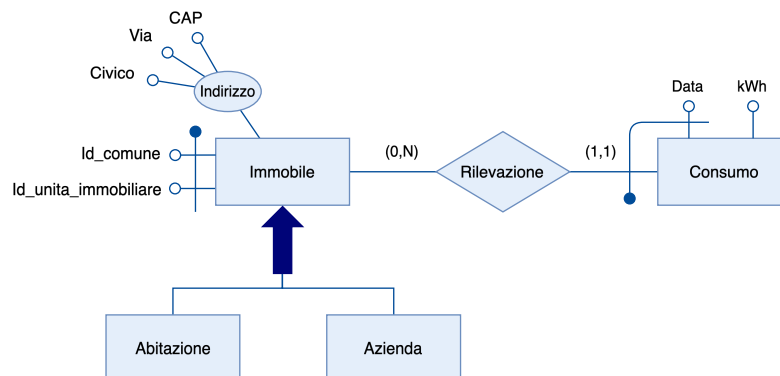 CAP
Via
Civico
Indirizzo
Data
kWh
Id_comune
Id_unita_immobiliare
Immobile
(0,N)
Rilevazione
(1,1)
Consumo
Abitazione
Azienda